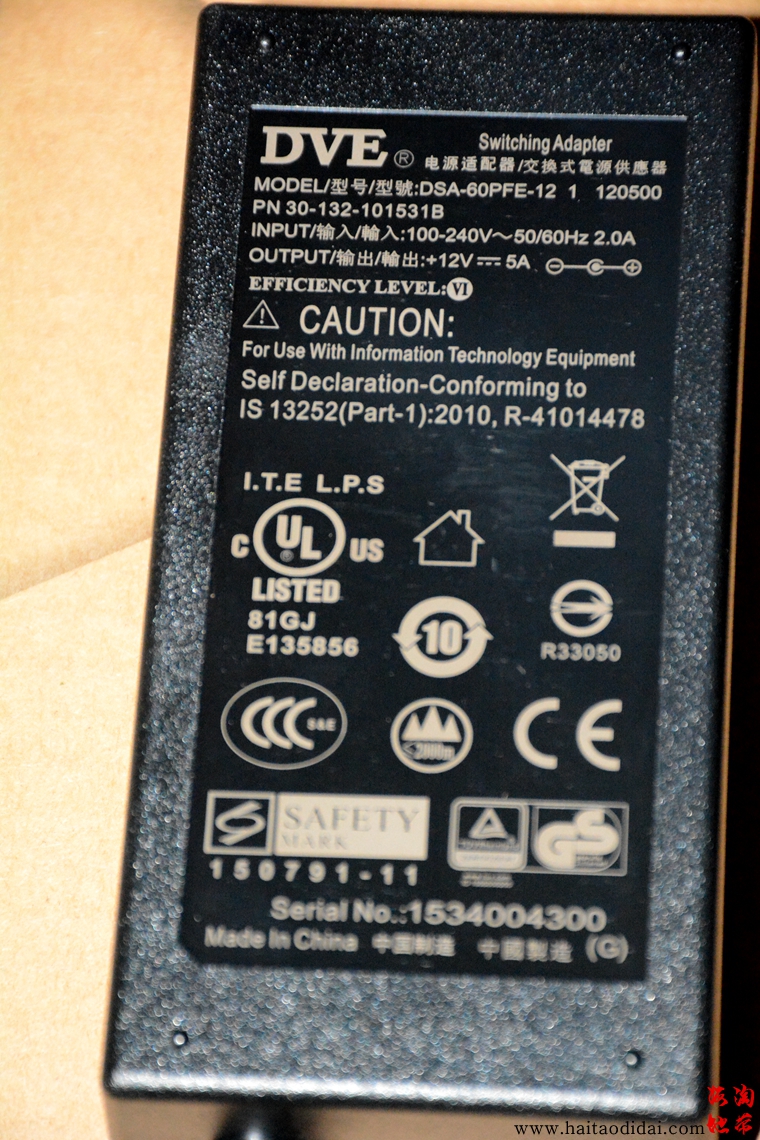 DVE®
Switching Adapter
电源适配器/交換式電源供應器
MODEL/型号/型號:DSA-60PFE-12 1 120500
PN 30-132-101531B
INPUT/输入/輸入:100-240V～50/60Hz 2.0A
OUTPUT/输出/輸出:+12V⎓5A
EFFICIENCY LEVEL:VI
CAUTION:
For Use With Information Technology Equipment
Self Declaration-Conforming to
IS 13252(Part-1):2010, R-41014478
I.T.E L.P.S
C UL® US
LISTED
81GJ
E135856
10
R33050
CCC S&E
≤2000m
CE
SAFETY
MARK
GS
150791-11
Serial No.:1534004300
Made In China 中国制造 中國製造 (G)
www.haitaodidai.com